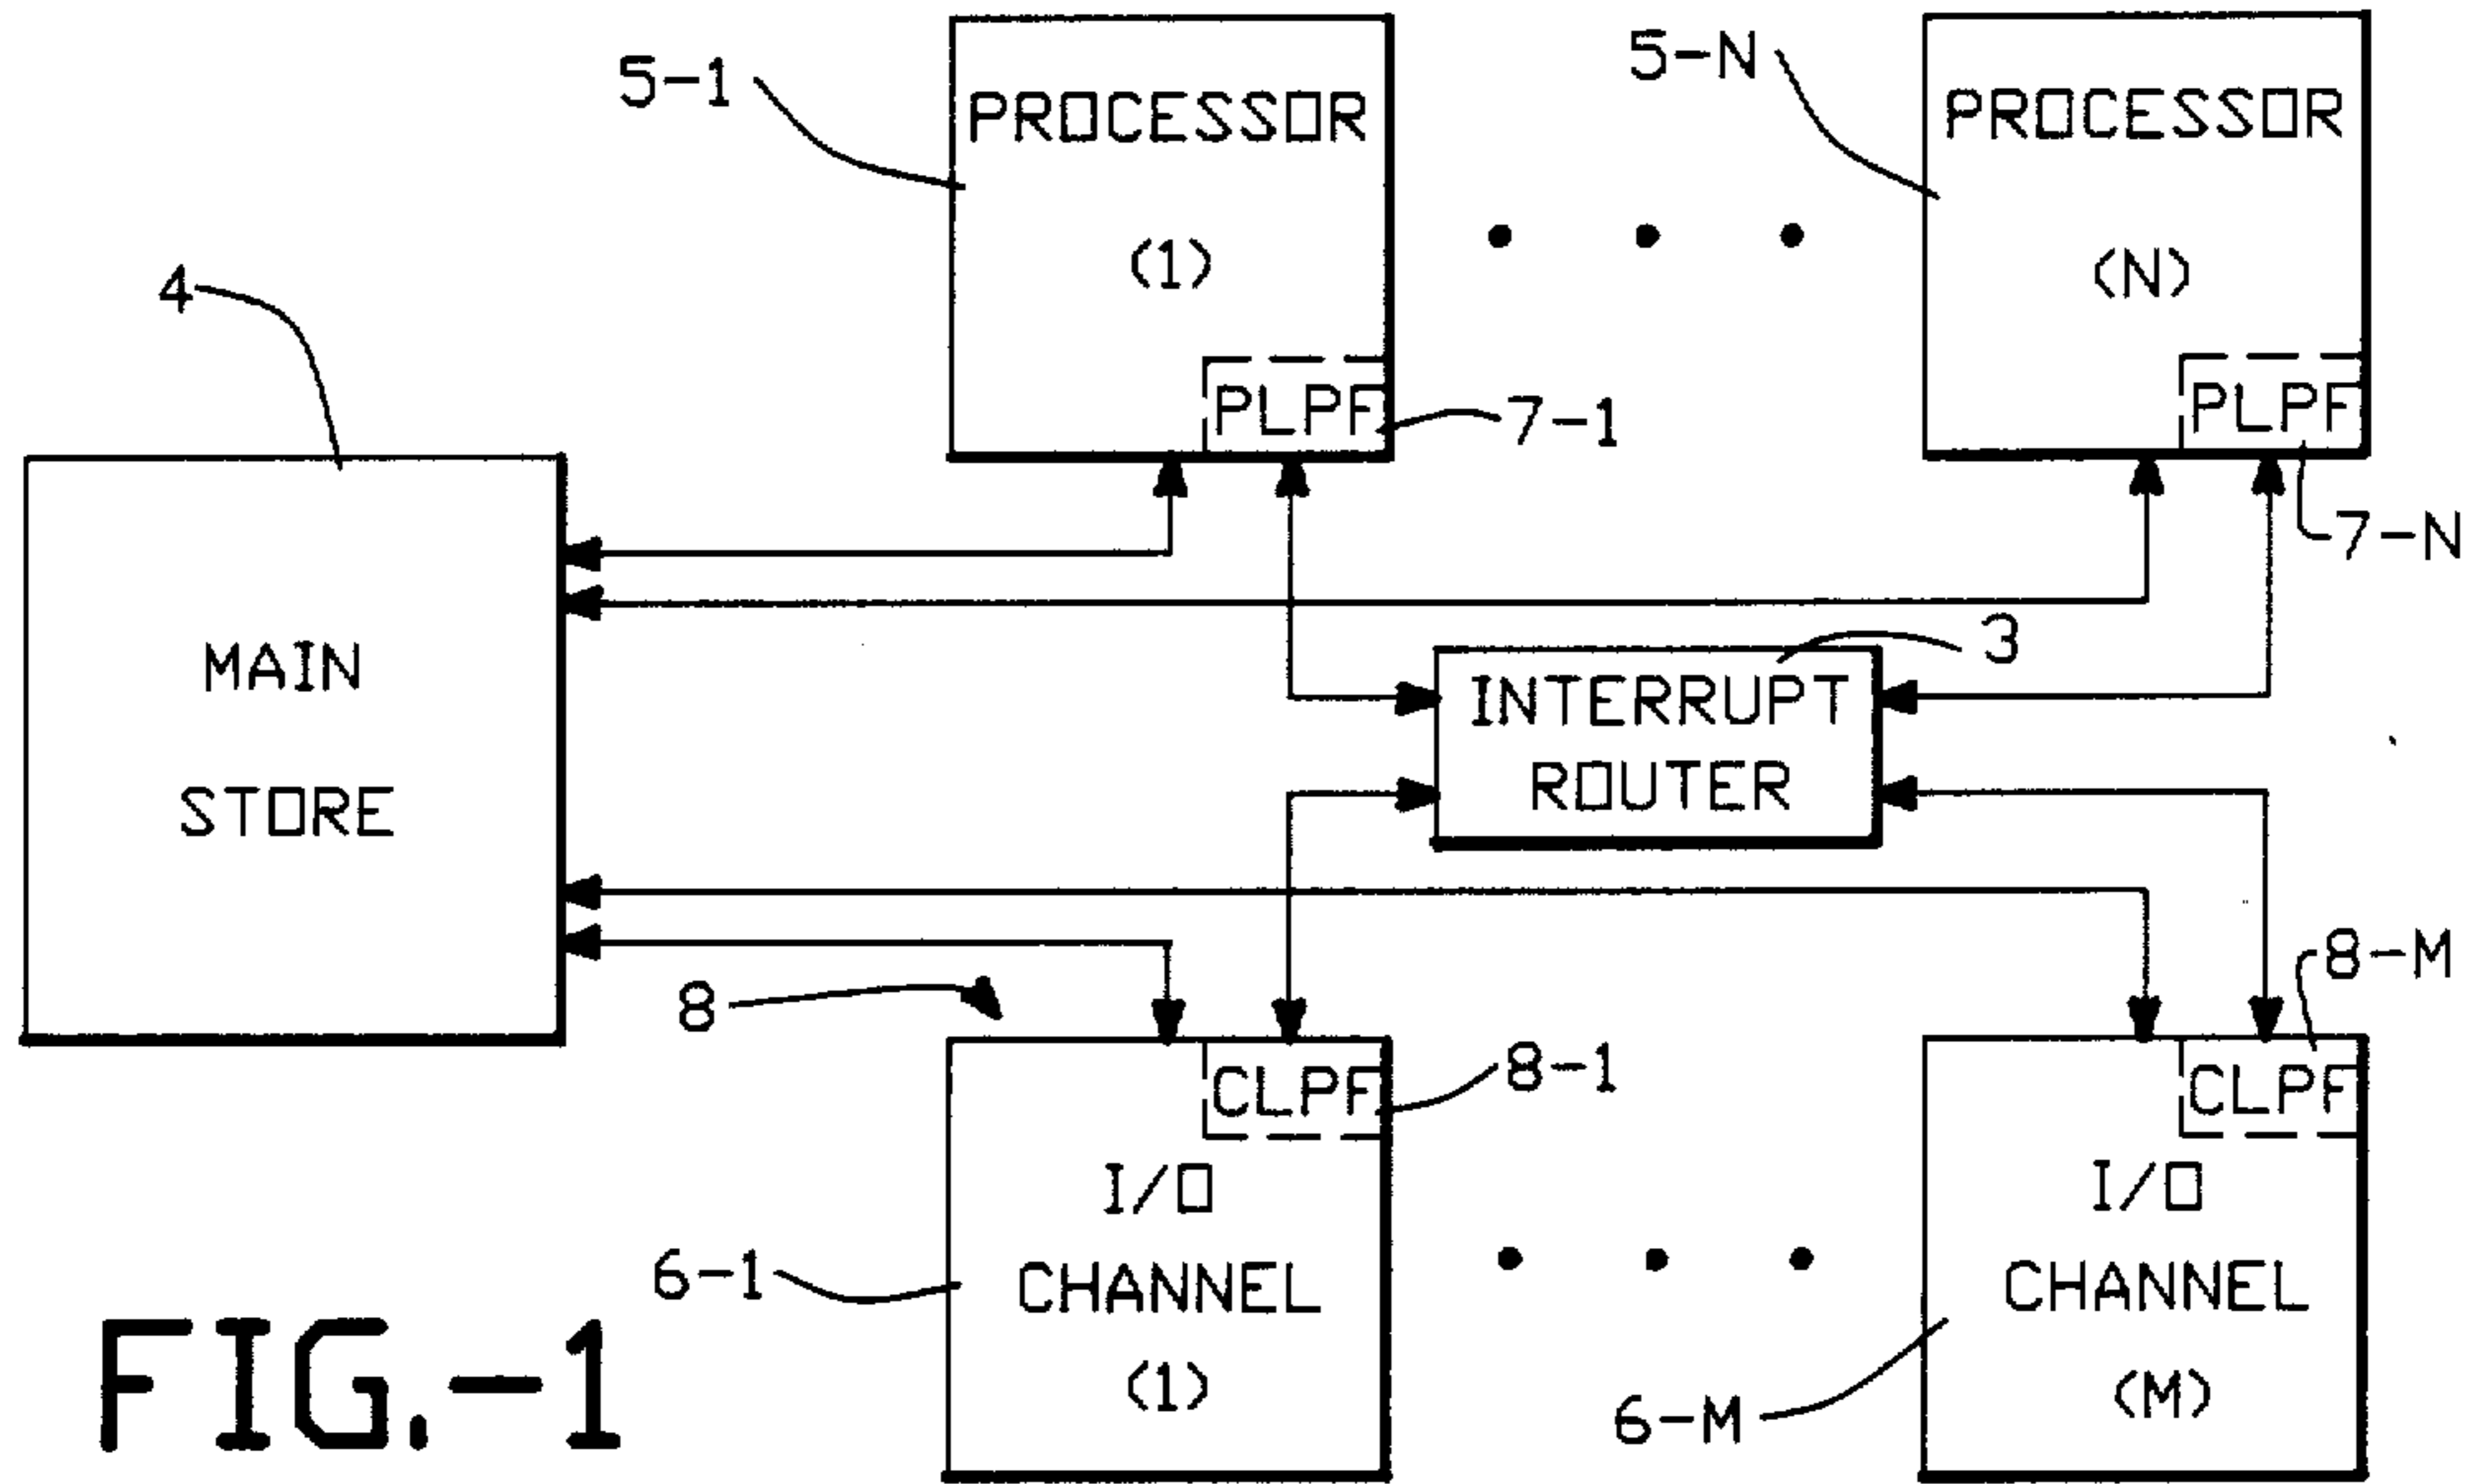 5-1
PROCESSOR
(1)
PLPF
7-1
5-N
PROCESSOR
(N)
PLPF
7-N
4
MAIN
STORE
3
INTERRUPT
ROUTER
8
CLPF
8-1
I/O
CHANNEL
(1)
6-1
8-M
CLPF
I/O
CHANNEL
(M)
6-M
FIG.-1